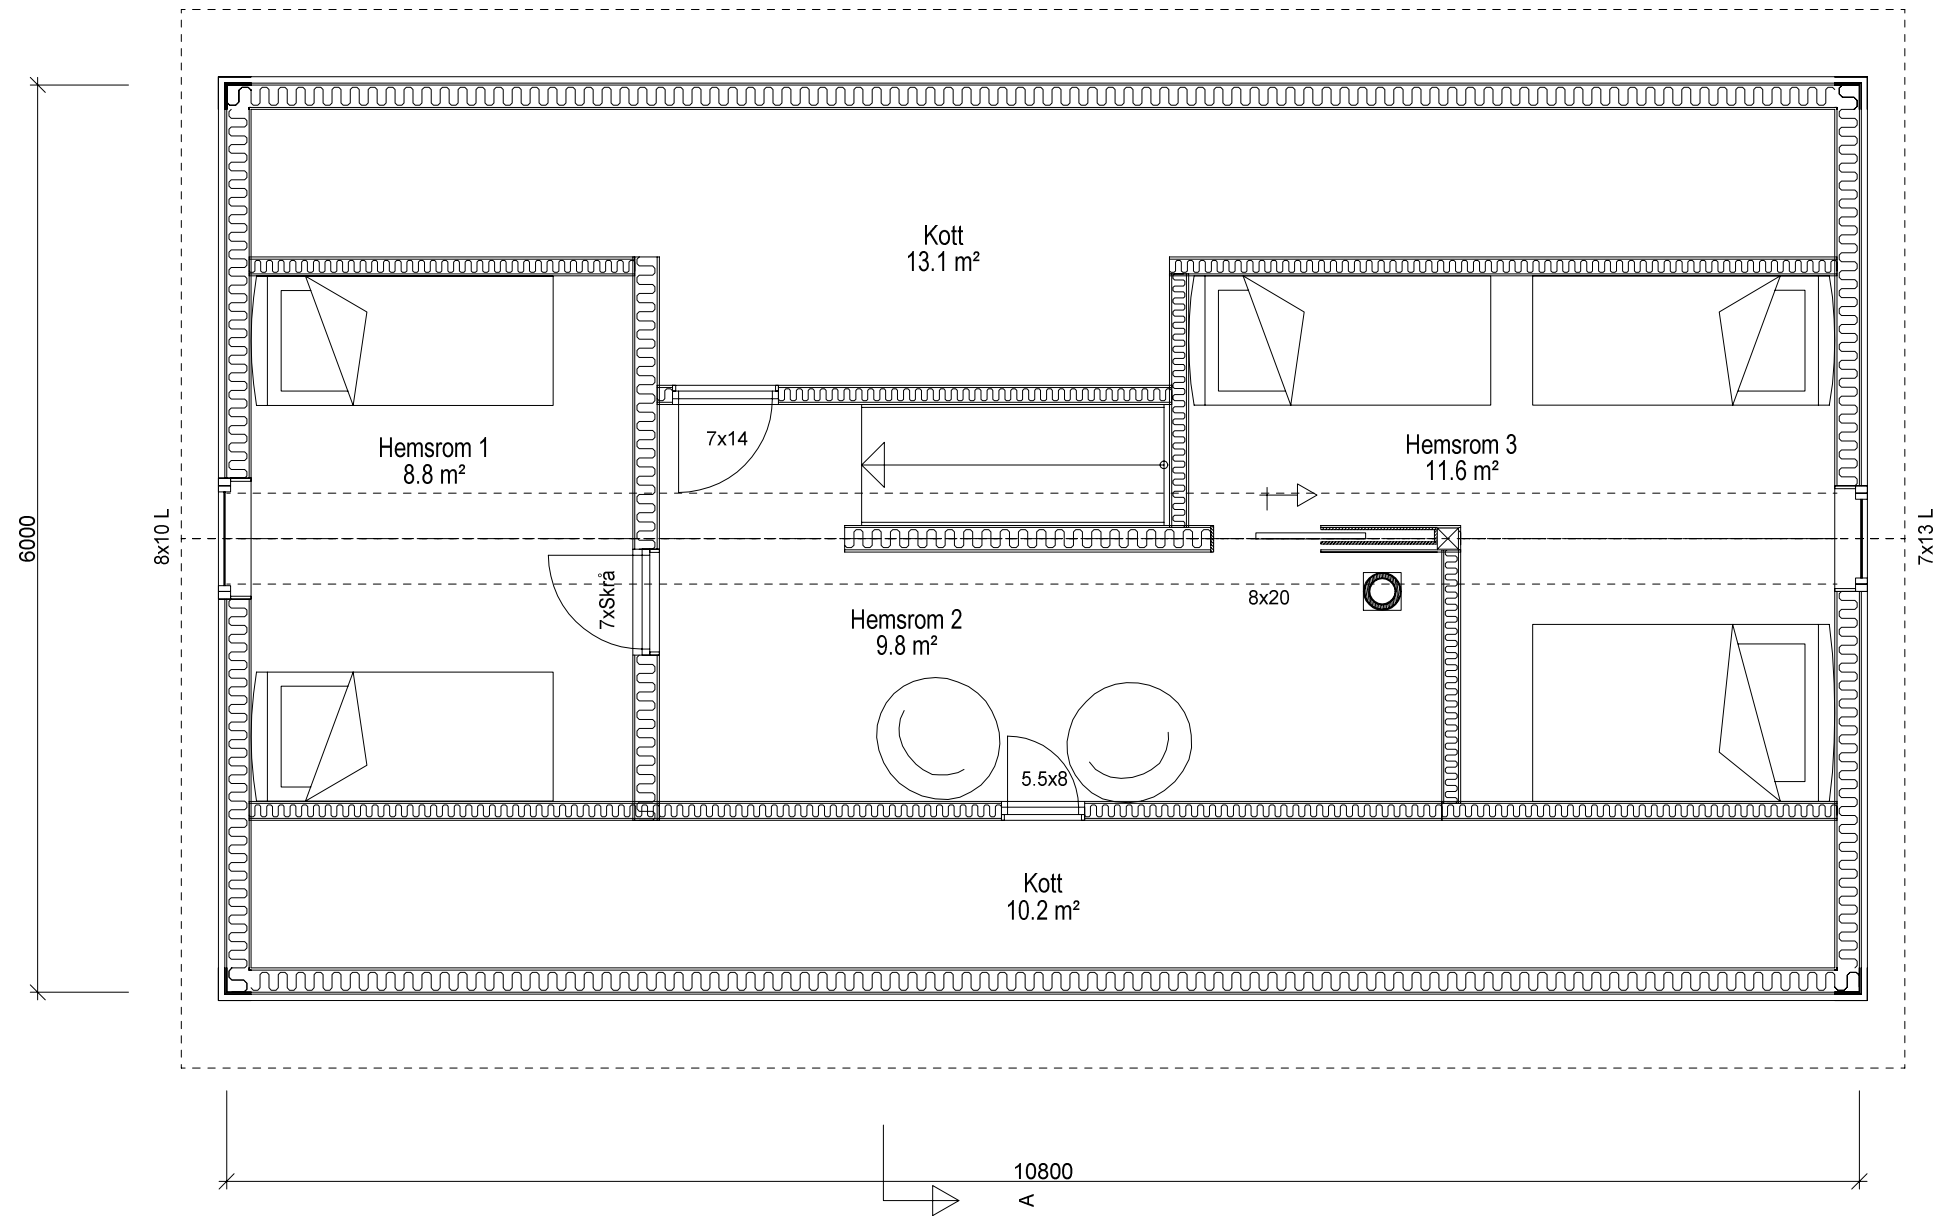 Kott
13.1 m²
Hemsrom 1
8.8 m²
7x14
Hemsrom 3
11.6 m²
6000
8x10 L
7x13 L
7xSkrå
8x20
Hemsrom 2
9.8 m²
5.5x8
Kott
10.2 m²
10800
A